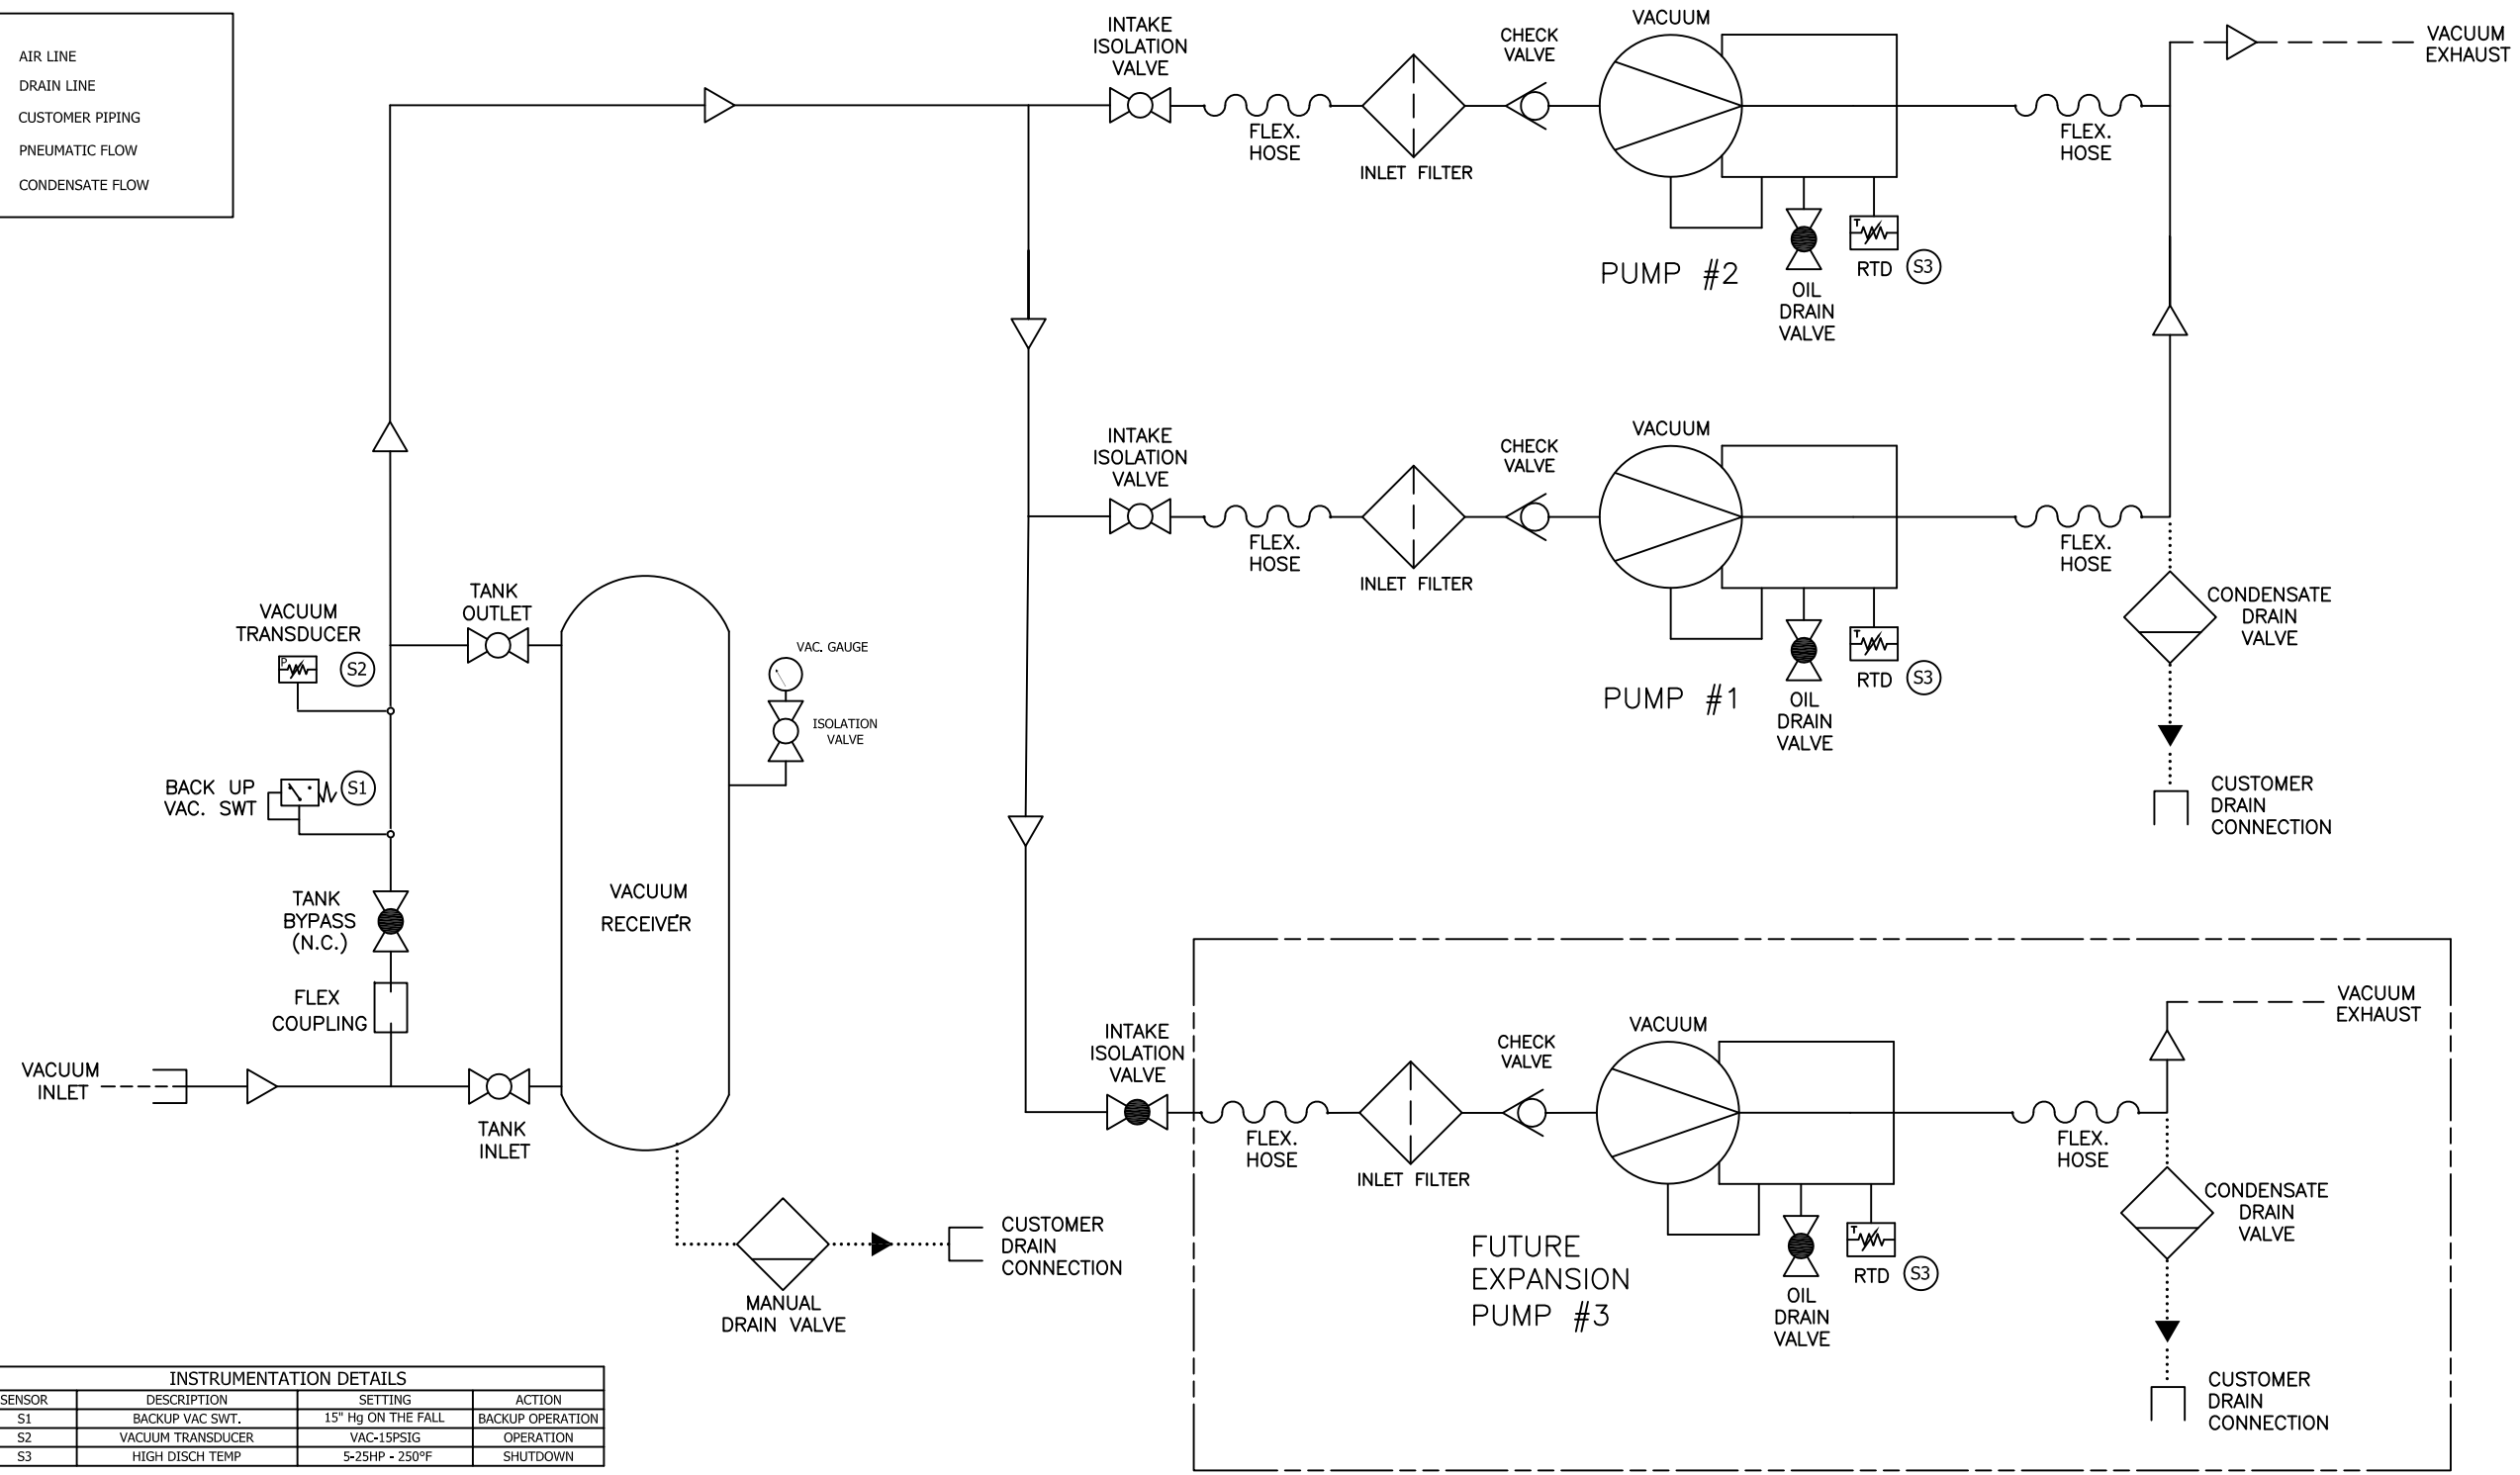 AIR LINE
DRAIN LINE
CUSTOMER PIPING
PNEUMATIC FLOW
CONDENSATE FLOW
INTAKE
ISOLATION
VALVE
FLEX.
HOSE
INLET FILTER
CHECK
VALVE
VACUUM
PUMP #2
OIL
DRAIN
VALVE
T
RTD
S3
FLEX.
HOSE
VACUUM
EXHAUST
INTAKE
ISOLATION
VALVE
FLEX.
HOSE
INLET FILTER
CHECK
VALVE
VACUUM
PUMP #1
OIL
DRAIN
VALVE
T
RTD
S3
FLEX.
HOSE
CONDENSATE
DRAIN
VALVE
CUSTOMER
DRAIN
CONNECTION
VACUUM
TRANSDUCER
P
S2
TANK
OUTLET
VAC. GAUGE
ISOLATION
VALVE
BACK UP
VAC. SWT
S1
TANK
BYPASS
(N.C.)
FLEX
COUPLING
VACUUM
RECEIVER
VACUUM
INLET
TANK
INLET
MANUAL
DRAIN VALVE
CUSTOMER
DRAIN
CONNECTION
INTAKE
ISOLATION
VALVE
FLEX.
HOSE
INLET FILTER
CHECK
VALVE
VACUUM
FUTURE
EXPANSION
PUMP #3
OIL
DRAIN
VALVE
T
RTD
S3
FLEX.
HOSE
VACUUM
EXHAUST
CONDENSATE
DRAIN
VALVE
CUSTOMER
DRAIN
CONNECTION
INSTRUMENTATION DETAILS
SENSOR DESCRIPTION SETTING ACTION
S1 BACKUP VAC SWT. 15" Hg ON THE FALL BACKUP OPERATION
S2 VACUUM TRANSDUCER VAC-15PSIG OPERATION
S3 HIGH DISCH TEMP 5-25HP - 250°F SHUTDOWN